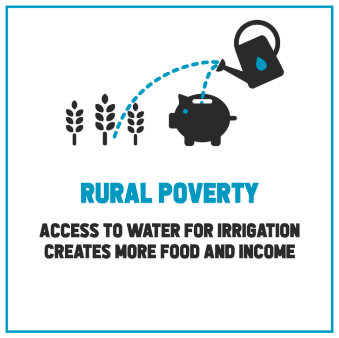 RURAL POVERTY
ACCESS TO WATER FOR IRRIGATION
CREATES MORE FOOD AND INCOME